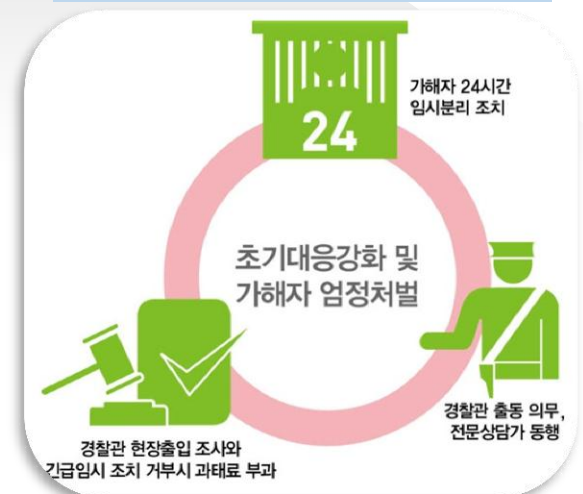 24
가해자 24시간
임시분리 조치
초기대응강화 및
가해자 엄정처벌
경찰관 출동 의무,
전문상담가 동행
경찰관 현장출입 조사와
긴급임시 조치 거부시 과태료 부과